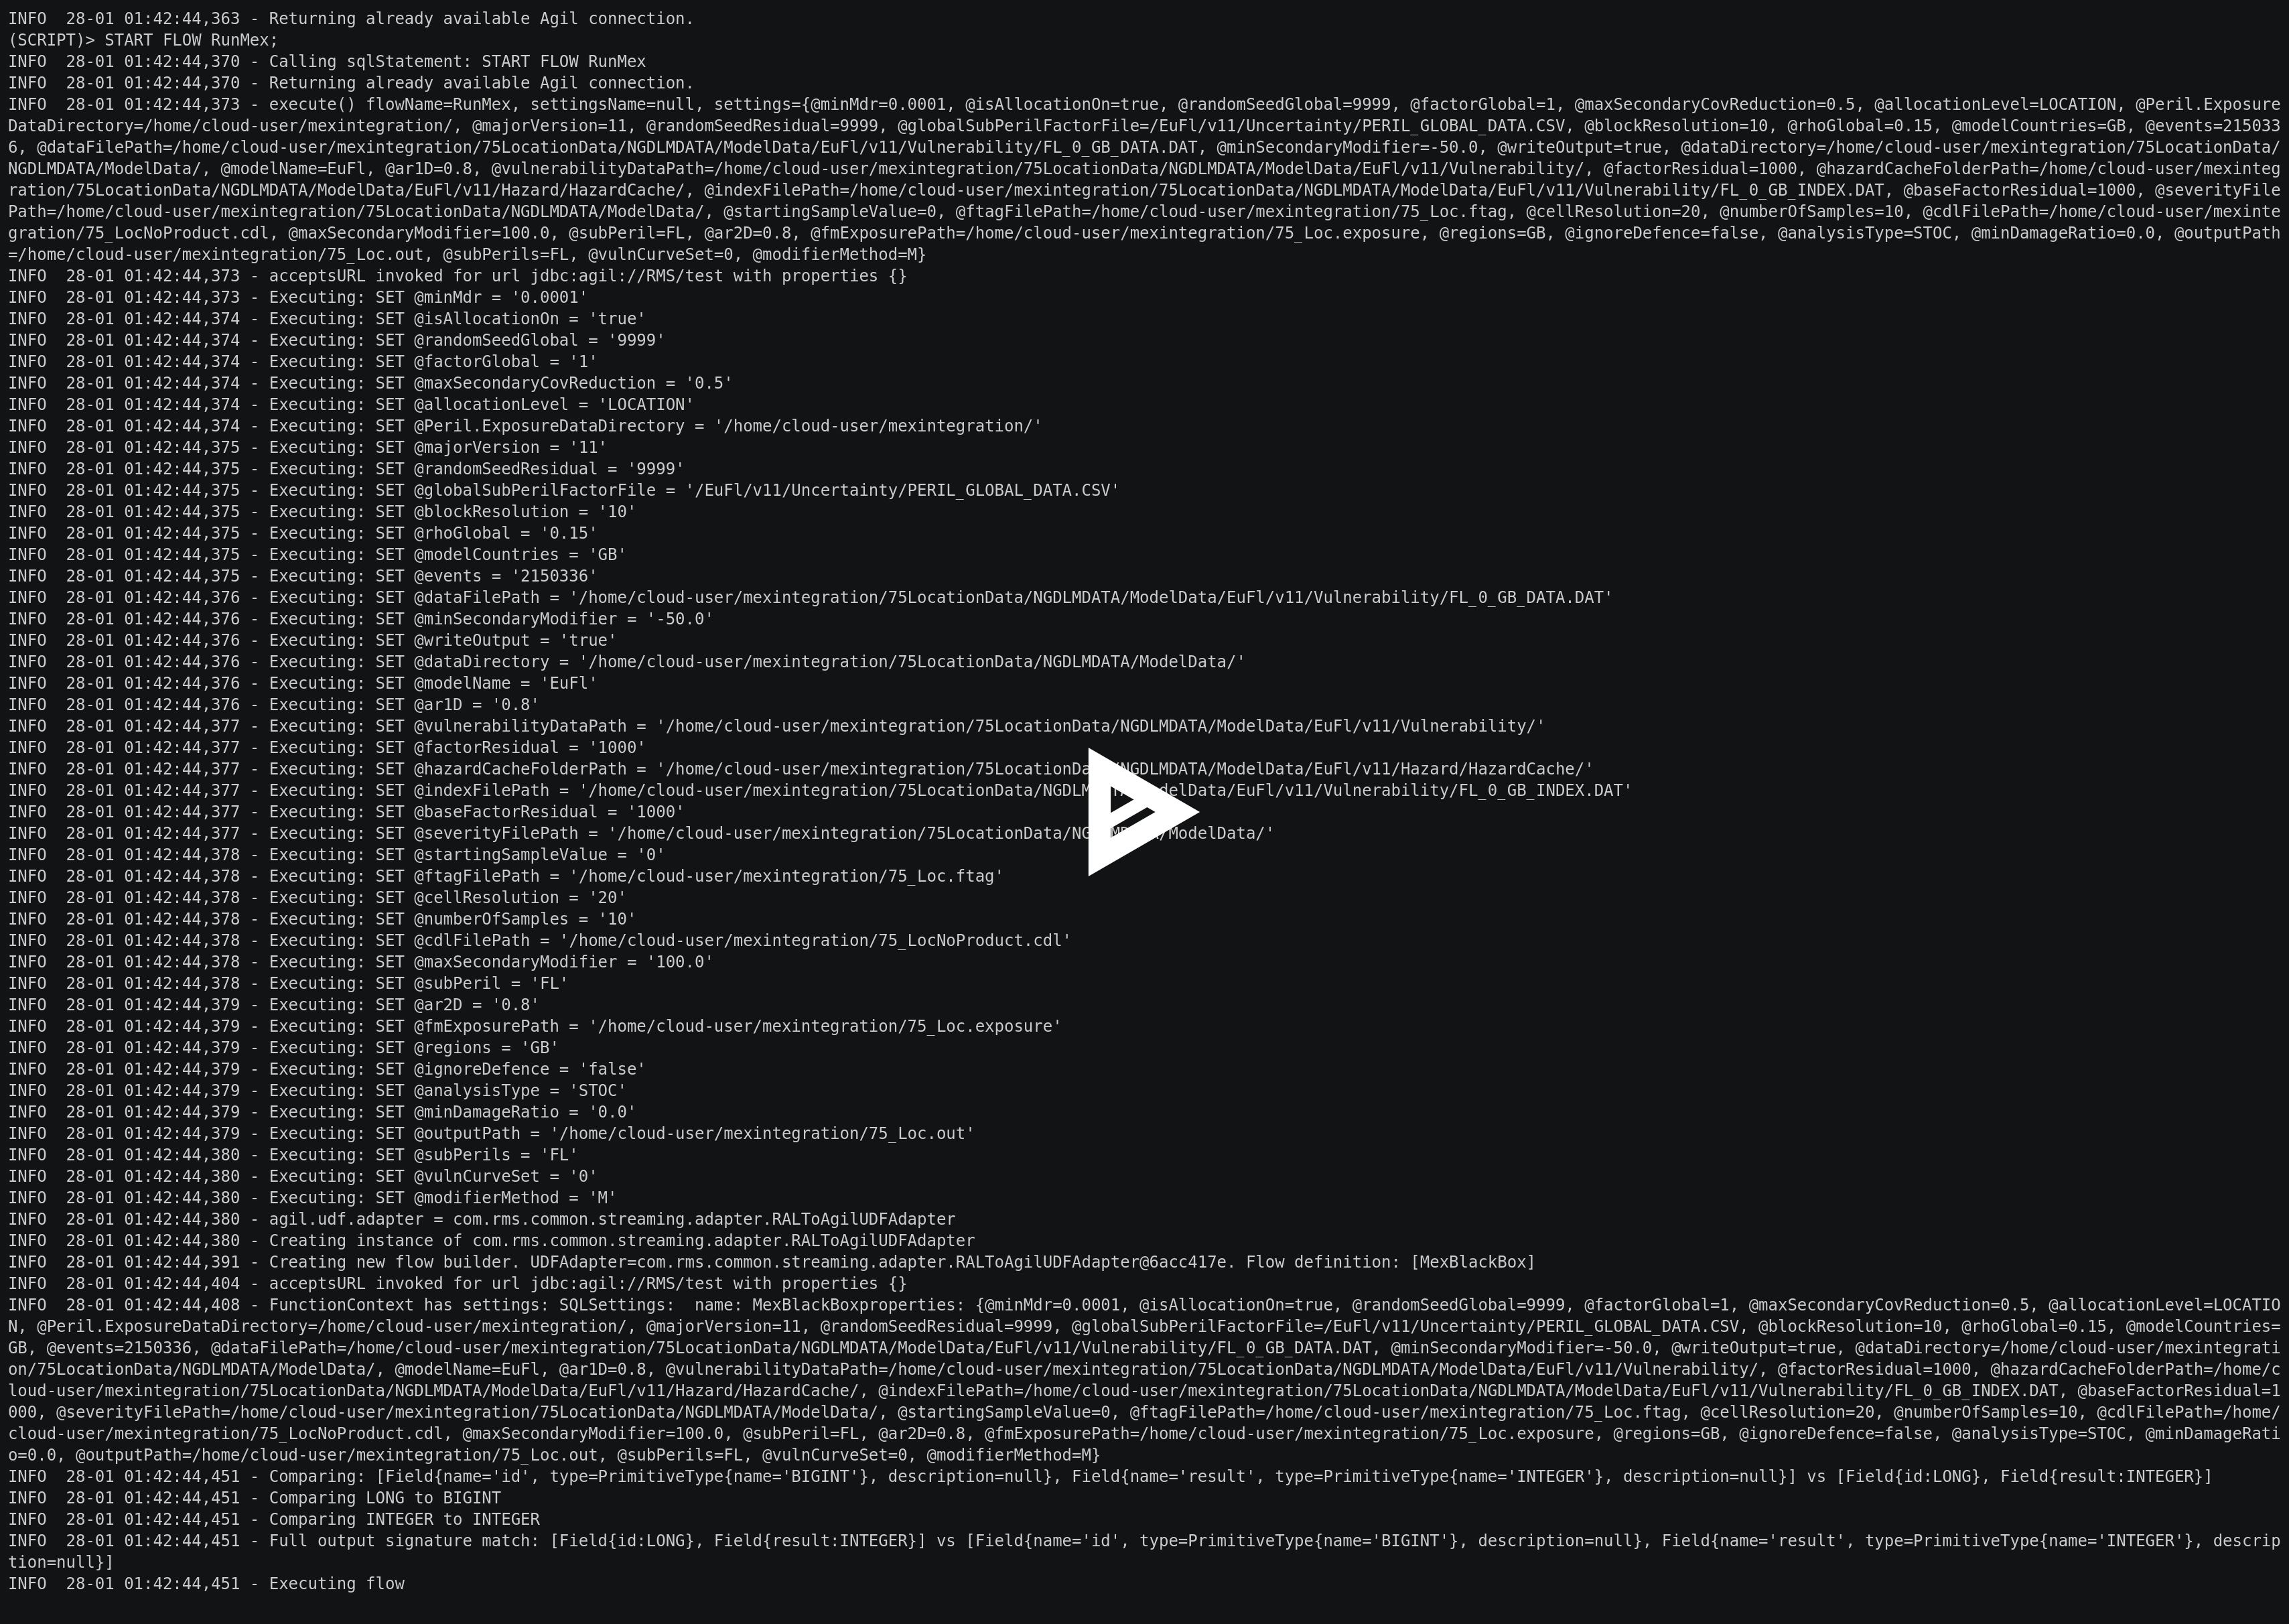 INFO  28-01 01:42:44,363 - Returning already available Agil connection.
(SCRIPT)> START FLOW RunMex;
INFO  28-01 01:42:44,370 - Calling sqlStatement: START FLOW RunMex
INFO  28-01 01:42:44,370 - Returning already available Agil connection.
INFO  28-01 01:42:44,373 - execute() flowName=RunMex, settingsName=null, settings={@minMdr=0.0001, @isAllocationOn=true, @randomSeedGlobal=9999, @factorGlobal=1, @maxSecondaryCovReduction=0.5, @allocationLevel=LOCATION, @Peril.Exposure
DataDirectory=/home/cloud-user/mexintegration/, @majorVersion=11, @randomSeedResidual=9999, @globalSubPerilFactorFile=/EuFl/v11/Uncertainty/PERIL_GLOBAL_DATA.CSV, @blockResolution=10, @rhoGlobal=0.15, @modelCountries=GB, @events=215033
6, @dataFilePath=/home/cloud-user/mexintegration/75LocationData/NGDLMDATA/ModelData/EuFl/v11/Vulnerability/FL_0_GB_DATA.DAT, @minSecondaryModifier=-50.0, @writeOutput=true, @dataDirectory=/home/cloud-user/mexintegration/75LocationData/
NGDLMDATA/ModelData/, @modelName=EuFl, @ar1D=0.8, @vulnerabilityDataPath=/home/cloud-user/mexintegration/75LocationData/NGDLMDATA/ModelData/EuFl/v11/Vulnerability/, @factorResidual=1000, @hazardCacheFolderPath=/home/cloud-user/mexinteg
ration/75LocationData/NGDLMDATA/ModelData/EuFl/v11/Hazard/HazardCache/, @indexFilePath=/home/cloud-user/mexintegration/75LocationData/NGDLMDATA/ModelData/EuFl/v11/Vulnerability/FL_0_GB_INDEX.DAT, @baseFactorResidual=1000, @severityFile
Path=/home/cloud-user/mexintegration/75LocationData/NGDLMDATA/ModelData/, @startingSampleValue=0, @ftagFilePath=/home/cloud-user/mexintegration/75_Loc.ftag, @cellResolution=20, @numberOfSamples=10, @cdlFilePath=/home/cloud-user/mexinte
gration/75_LocNoProduct.cdl, @maxSecondaryModifier=100.0, @subPeril=FL, @ar2D=0.8, @fmExposurePath=/home/cloud-user/mexintegration/75_Loc.exposure, @regions=GB, @ignoreDefence=false, @analysisType=STOC, @minDamageRatio=0.0, @outputPath
=/home/cloud-user/mexintegration/75_Loc.out, @subPerils=FL, @vulnCurveSet=0, @modifierMethod=M}
INFO  28-01 01:42:44,373 - acceptsURL invoked for url jdbc:agil://RMS/test with properties {}
INFO  28-01 01:42:44,373 - Executing: SET @minMdr = '0.0001'
INFO  28-01 01:42:44,374 - Executing: SET @isAllocationOn = 'true'
INFO  28-01 01:42:44,374 - Executing: SET @randomSeedGlobal = '9999'
INFO  28-01 01:42:44,374 - Executing: SET @factorGlobal = '1'
INFO  28-01 01:42:44,374 - Executing: SET @maxSecondaryCovReduction = '0.5'
INFO  28-01 01:42:44,374 - Executing: SET @allocationLevel = 'LOCATION'
INFO  28-01 01:42:44,374 - Executing: SET @Peril.ExposureDataDirectory = '/home/cloud-user/mexintegration/'
INFO  28-01 01:42:44,375 - Executing: SET @majorVersion = '11'
INFO  28-01 01:42:44,375 - Executing: SET @randomSeedResidual = '9999'
INFO  28-01 01:42:44,375 - Executing: SET @globalSubPerilFactorFile = '/EuFl/v11/Uncertainty/PERIL_GLOBAL_DATA.CSV'
INFO  28-01 01:42:44,375 - Executing: SET @blockResolution = '10'
INFO  28-01 01:42:44,375 - Executing: SET @rhoGlobal = '0.15'
INFO  28-01 01:42:44,375 - Executing: SET @modelCountries = 'GB'
INFO  28-01 01:42:44,375 - Executing: SET @events = '2150336'
INFO  28-01 01:42:44,376 - Executing: SET @dataFilePath = '/home/cloud-user/mexintegration/75LocationData/NGDLMDATA/ModelData/EuFl/v11/Vulnerability/FL_0_GB_DATA.DAT'
INFO  28-01 01:42:44,376 - Executing: SET @minSecondaryModifier = '-50.0'
INFO  28-01 01:42:44,376 - Executing: SET @writeOutput = 'true'
INFO  28-01 01:42:44,376 - Executing: SET @dataDirectory = '/home/cloud-user/mexintegration/75LocationData/NGDLMDATA/ModelData/'
INFO  28-01 01:42:44,376 - Executing: SET @modelName = 'EuFl'
INFO  28-01 01:42:44,376 - Executing: SET @ar1D = '0.8'
INFO  28-01 01:42:44,377 - Executing: SET @vulnerabilityDataPath = '/home/cloud-user/mexintegration/75LocationData/NGDLMDATA/ModelData/EuFl/v11/Vulnerability/'
INFO  28-01 01:42:44,377 - Executing: SET @factorResidual = '1000'
INFO  28-01 01:42:44,377 - Executing: SET @hazardCacheFolderPath =
INFO  28-01 01:42:44,377 - Executing: SET @indexFilePath =
INFO  28-01 01:42:44,377 - Executing: SET @baseFactorResidual = '1000'
INFO  28-01 01:42:44,377 - Executing: SET @severityFilePath =
INFO  28-01 01:42:44,378 - Executing: SET @startingSampleValue = '0'
INFO  28-01 01:42:44,378 - Executing: SET @ftagFilePath = '/home/cloud-user/mexintegration/75_Loc.ftag'
INFO  28-01 01:42:44,378 - Executing: SET @cellResolution = '20'
INFO  28-01 01:42:44,378 - Executing: SET @numberOfSamples = '10'
INFO  28-01 01:42:44,378 - Executing: SET @cdlFilePath = '/home/cloud-user/mexintegration/75_LocNoProduct.cdl'
INFO  28-01 01:42:44,378 - Executing: SET @maxSecondaryModifier = '100.0'
INFO  28-01 01:42:44,378 - Executing: SET @subPeril = 'FL'
INFO  28-01 01:42:44,379 - Executing: SET @ar2D = '0.8'
INFO  28-01 01:42:44,379 - Executing: SET @fmExposurePath = '/home/cloud-user/mexintegration/75_Loc.exposure'
INFO  28-01 01:42:44,379 - Executing: SET @regions = 'GB'
INFO  28-01 01:42:44,379 - Executing: SET @ignoreDefence = 'false'
INFO  28-01 01:42:44,379 - Executing: SET @analysisType = 'STOC'
INFO  28-01 01:42:44,379 - Executing: SET @minDamageRatio = '0.0'
INFO  28-01 01:42:44,379 - Executing: SET @outputPath = '/home/cloud-user/mexintegration/75_Loc.out'
INFO  28-01 01:42:44,380 - Executing: SET @subPerils = 'FL'
INFO  28-01 01:42:44,380 - Executing: SET @vulnCurveSet = '0'
INFO  28-01 01:42:44,380 - Executing: SET @modifierMethod = 'M'
INFO  28-01 01:42:44,380 - agil.udf.adapter = com.rms.common.streaming.adapter.RALToAgilUDFAdapter
INFO  28-01 01:42:44,380 - Creating instance of com.rms.common.streaming.adapter.RALToAgilUDFAdapter
INFO  28-01 01:42:44,391 - Creating new flow builder. UDFAdapter=com.rms.common.streaming.adapter.RALToAgilUDFAdapter@6acc417e. Flow definition: [MexBlackBox]
INFO  28-01 01:42:44,404 - acceptsURL invoked for url jdbc:agil://RMS/test with properties {}
INFO  28-01 01:42:44,408 - FunctionContext has settings: SQLSettings:  name: MexBlackBoxproperties: {@minMdr=0.0001, @isAllocationOn=true, @randomSeedGlobal=9999, @factorGlobal=1, @maxSecondaryCovReduction=0.5, @allocationLevel=LOCATIO
N, @Peril.ExposureDataDirectory=/home/cloud-user/mexintegration/, @majorVersion=11, @randomSeedResidual=9999, @globalSubPerilFactorFile=/EuFl/v11/Uncertainty/PERIL_GLOBAL_DATA.CSV, @blockResolution=10, @rhoGlobal=0.15, @modelCountries=
GB, @events=2150336, @dataFilePath=/home/cloud-user/mexintegration/75LocationData/NGDLMDATA/ModelData/EuFl/v11/Vulnerability/FL_0_GB_DATA.DAT, @minSecondaryModifier=-50.0, @writeOutput=true, @dataDirectory=/home/cloud-user/mexintegrati
on/75LocationData/NGDLMDATA/ModelData/, @modelName=EuFl, @ar1D=0.8, @vulnerabilityDataPath=/home/cloud-user/mexintegration/75LocationData/NGDLMDATA/ModelData/EuFl/v11/Vulnerability/, @factorResidual=1000, @hazardCacheFolderPath=/home/c
loud-user/mexintegration/75LocationData/NGDLMDATA/ModelData/EuFl/v11/Hazard/HazardCache/, @indexFilePath=/home/cloud-user/mexintegration/75LocationData/NGDLMDATA/ModelData/EuFl/v11/Vulnerability/FL_0_GB_INDEX.DAT, @baseFactorResidual=1
000, @severityFilePath=/home/cloud-user/mexintegration/75LocationData/NGDLMDATA/ModelData/, @startingSampleValue=0, @ftagFilePath=/home/cloud-user/mexintegration/75_Loc.ftag, @cellResolution=20, @numberOfSamples=10, @cdlFilePath=/home/
cloud-user/mexintegration/75_LocNoProduct.cdl, @maxSecondaryModifier=100.0, @subPeril=FL, @ar2D=0.8, @fmExposurePath=/home/cloud-user/mexintegration/75_Loc.exposure, @regions=GB, @ignoreDefence=false, @analysisType=STOC, @minDamageRati
o=0.0, @outputPath=/home/cloud-user/mexintegration/75_Loc.out, @subPerils=FL, @vulnCurveSet=0, @modifierMethod=M}
INFO  28-01 01:42:44,451 - Comparing: [Field{name='id', type=PrimitiveType{name='BIGINT'}, description=null}, Field{name='result', type=PrimitiveType{name='INTEGER'}, description=null}] vs [Field{id:LONG}, Field{result:INTEGER}]
INFO  28-01 01:42:44,451 - Comparing LONG to BIGINT
INFO  28-01 01:42:44,451 - Comparing INTEGER to INTEGER
INFO  28-01 01:42:44,451 - Full output signature match: [Field{id:LONG}, Field{result:INTEGER}] vs [Field{name='id', type=PrimitiveType{name='BIGINT'}, description=null}, Field{name='result', type=PrimitiveType{name='INTEGER'}, descrip
tion=null}]
INFO  28-01 01:42:44,451 - Executing flow